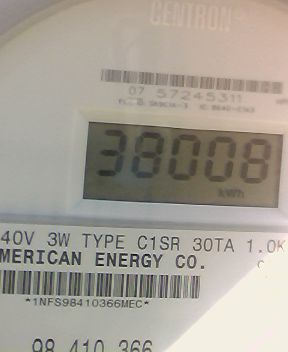 CENTRON
07 57245311
38008
kWh
40V 3W TYPE C1SR 30TA 1.0K
MERICAN ENERGY CO.
*1NFS98410366MEC*
98 410 366